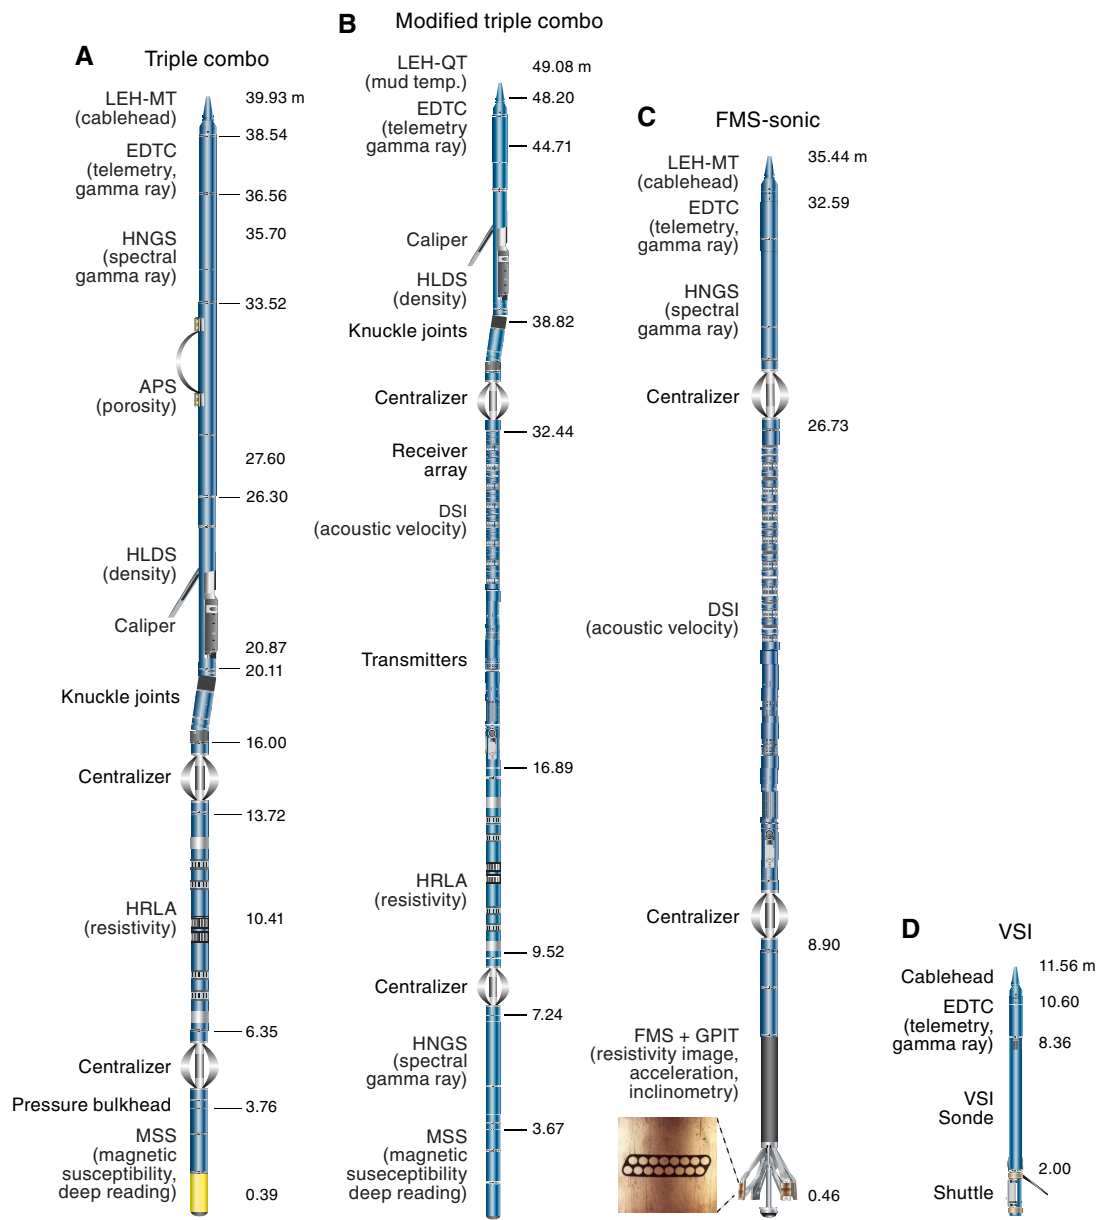 A
Triple combo
LEH-MT
(cablehead)
39.93 m
38.54
EDTC
(telemetry,
gamma ray)
36.56
35.70
HNGS
(spectral
gamma ray)
33.52
APS
(porosity)
27.60
26.30
HLDS
(density)
Caliper
20.87
20.11
Knuckle joints
16.00
Centralizer
13.72
HRLA
(resistivity)
10.41
6.35
Centralizer
Pressure bulkhead
3.76
MSS
(magnetic
susceptibility,
deep reading)
0.39
B
Modified triple combo
LEH-QT
(mud temp.)
49.08 m
48.20
EDTC
(telemetry
gamma ray)
44.71
Caliper
HLDS
(density)
38.82
Knuckle joints
Centralizer
32.44
Receiver
array
DSI
(acoustic velocity)
Transmitters
16.89
HRLA
(resistivity)
9.52
Centralizer
7.24
HNGS
(spectral
gamma ray)
3.67
MSS
(magnetic
suseceptibility
deep reading)
C
FMS-sonic
LEH-MT
(cablehead)
35.44 m
32.59
EDTC
(telemetry,
gamma ray)
HNGS
(spectral
gamma ray)
Centralizer
26.73
DSI
(acoustic velocity)
Centralizer
8.90
FMS + GPIT
(resistivity image,
acceleration,
inclinometry)
0.46
D
VSI
Cablehead
11.56 m
10.60
EDTC
(telemetry,
gamma ray)
8.36
VSI
Sonde
2.00
Shuttle